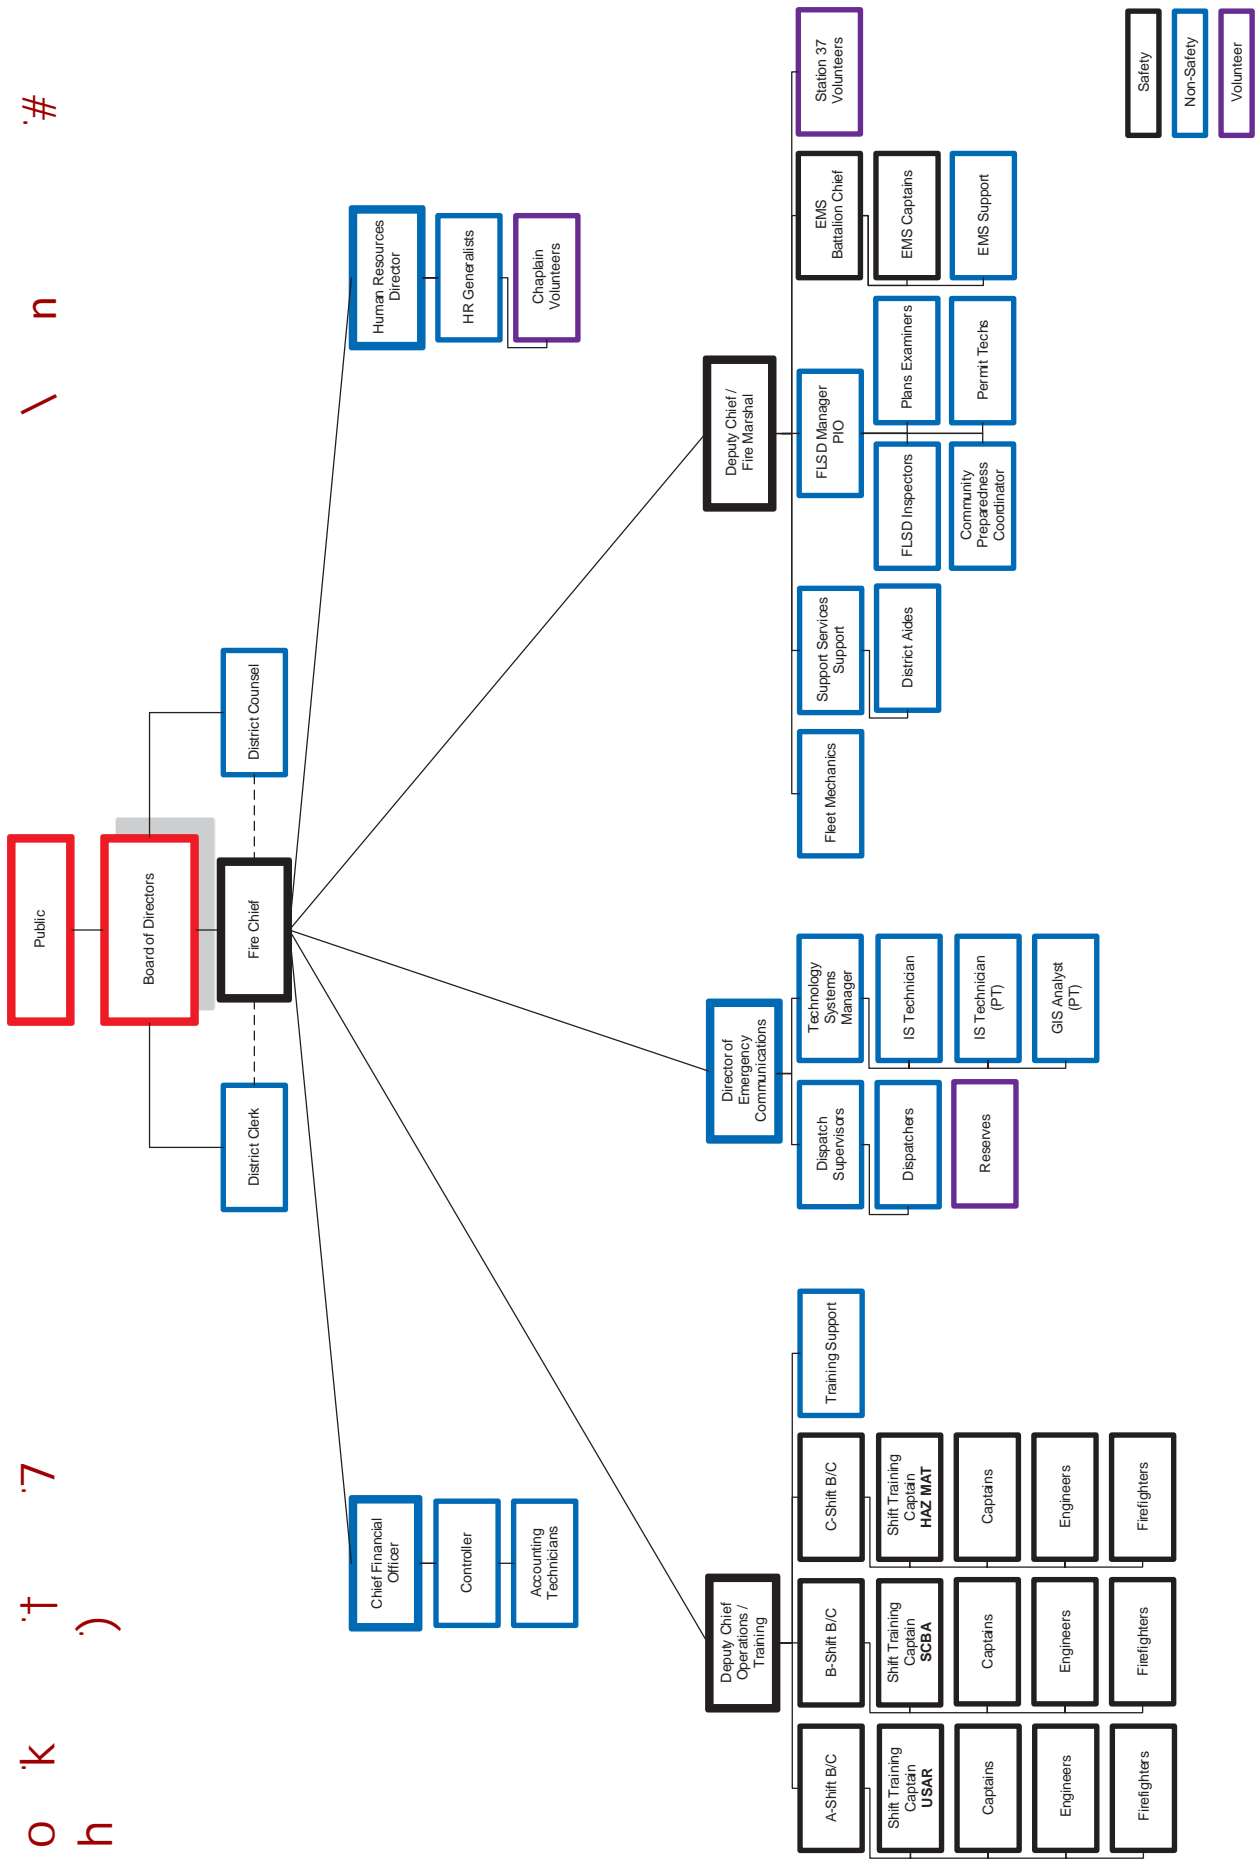 Public
Board of Directors
District Clerk
Fire Chief
District Counsel
Chief Financial
Officer
Controller
Accounting
Technicians
Human Resources
Director
HR Generalists
Chaplain
Volunteers
Deputy Chief
Operations /
Training
A-Shift B/C
Shift Training
Captain
USAR
Captains
Engineers
Firefighters
B-Shift B/C
Shift Training
Captain
SCBA
Captains
Engineers
Firefighters
C-Shift B/C
Shift Training
Captain
HAZ MAT
Captains
Engineers
Firefighters
Training Support
Director of
Emergency
Communications
Dispatch
Supervisors
Dispatchers
Reserves
Technology
Systems
Manager
IS Technician
IS Technician
(PT)
GIS Analyst
(PT)
Deputy Chief /
Fire Marshal
Fleet Mechanics
Support Services
Support
District Aides
FLSD Manager
PIO
FLSD Inspectors
Plans Examiners
Community
Preparedness
Coordinator
Permit Techs
EMS
Battalion Chief
EMS Captains
EMS Support
Station 37
Volunteers
Safety
Non-Safety
Volunteer